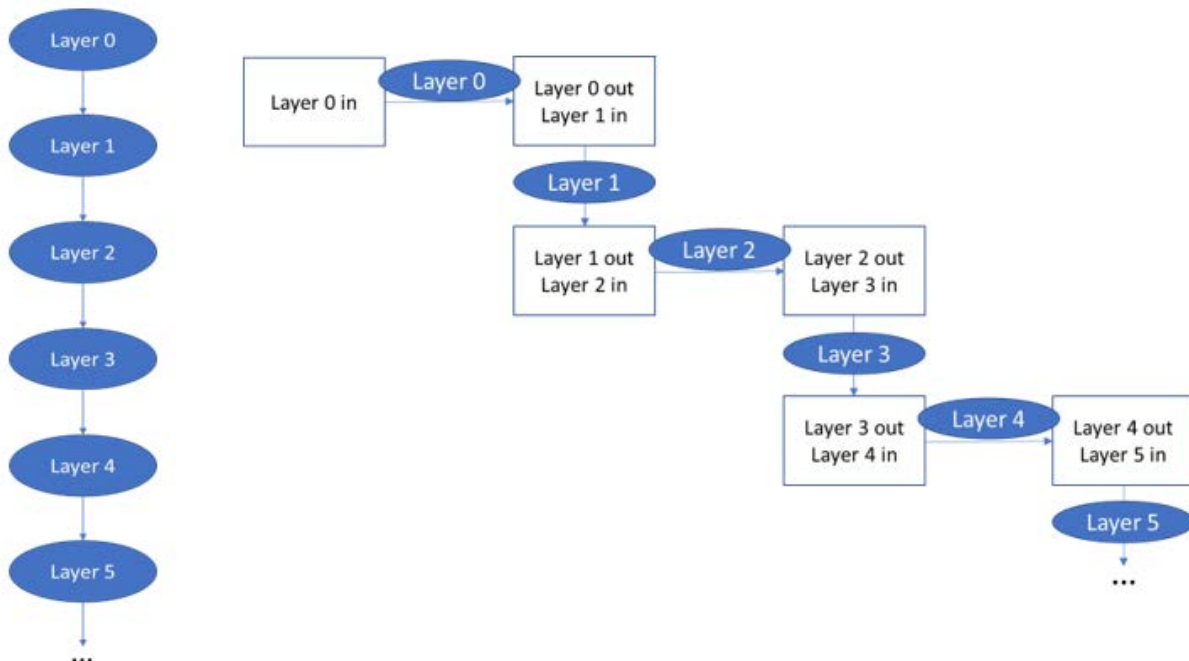 Layer 0
Layer 1
Layer 2
Layer 3
Layer 4
Layer 5
...
Layer 0 in
Layer 0
Layer 0 out
Layer 1 in
Layer 1
Layer 1 out
Layer 2 in
Layer 2
Layer 2 out
Layer 3 in
Layer 3
Layer 3 out
Layer 4 in
Layer 4
Layer 4 out
Layer 5 in
Layer 5
...